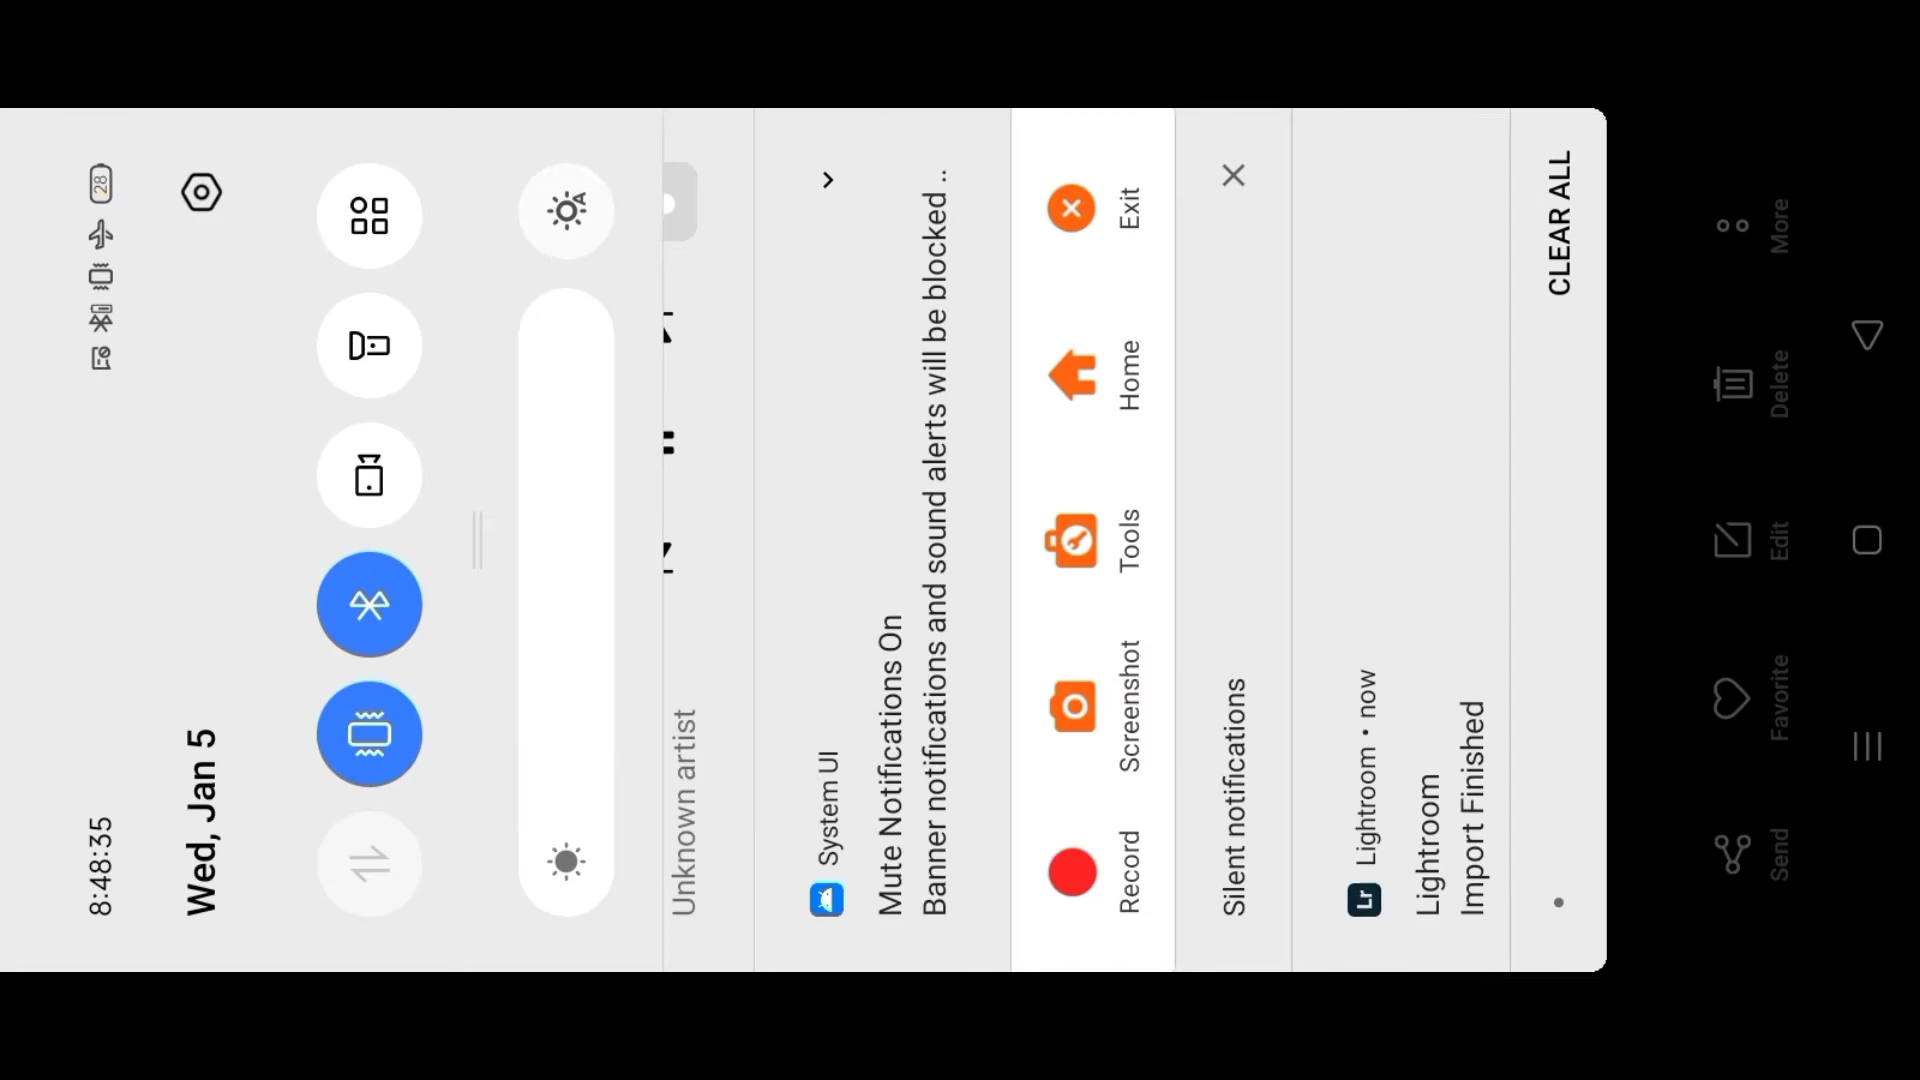 8:48:35
28
Wed, Jan 5
A
Unknown artist
System UI
Mute Notifications On
Banner notifications and sound alerts will be blocked ..
Record
Screenshot
Tools
Home
Exit
Silent notifications
Lr
Lightroom • now
Lightroom
Import Finished
CLEAR ALL
Send
Favorite
Edit
Delete
More